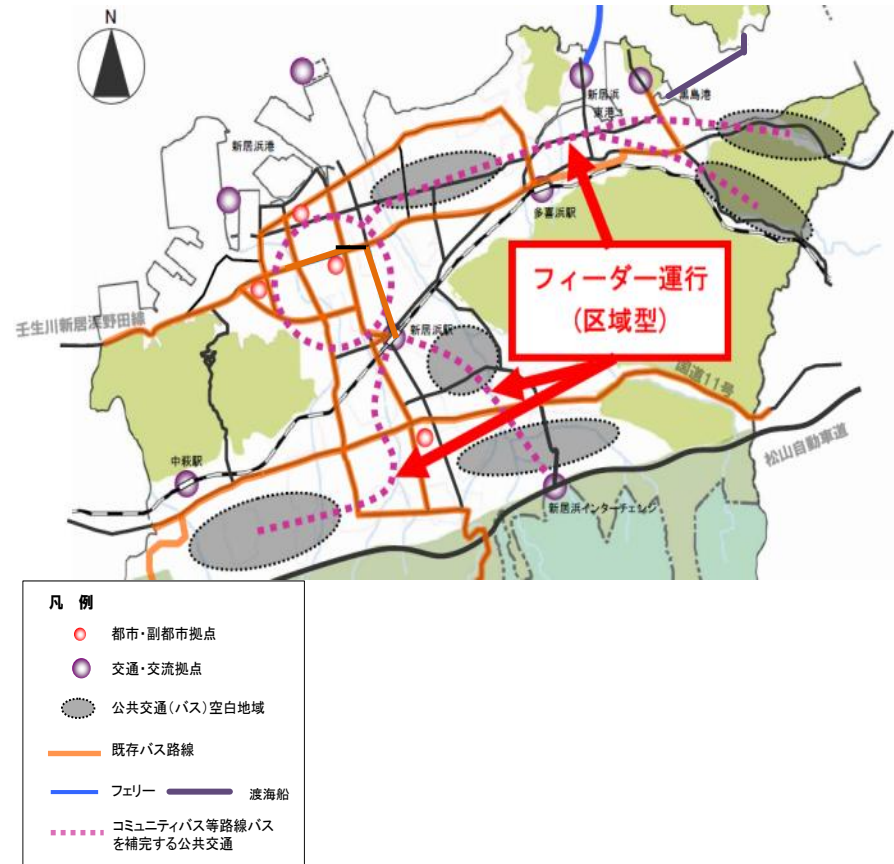 N
新居浜港
新居浜
東港
黒島港
多喜浜駅
フィーダー運行
(区域型)
壬生川新居浜野田線
新居浜駅
国道11号
松山自動車道
中萩駅
新居浜インターチェンジ
凡 例
都市・副都市拠点
交通・交流拠点
公共交通(バス)空白地域
既存バス路線
フェリー
渡海船
コミュニティバス等路線バス
を補完する公共交通